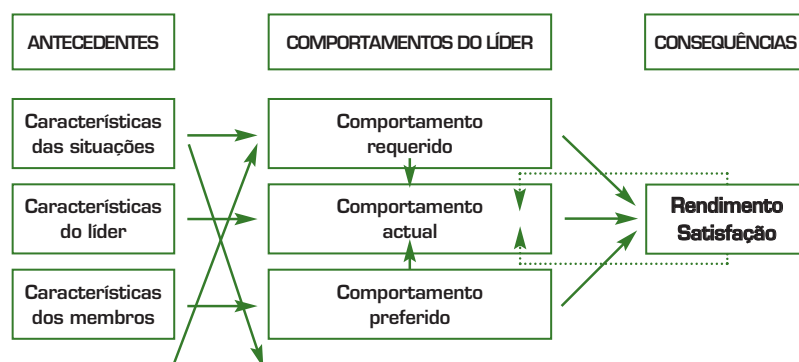 ANTECEDENTES
COMPORTAMENTOS DO LÍDER
CONSEQUÊNCIAS
Características
das situações
Comportamento
requerido
Características
do líder
Comportamento
actual
Rendimento
Satisfação
Características
dos membros
Comportamento
preferido